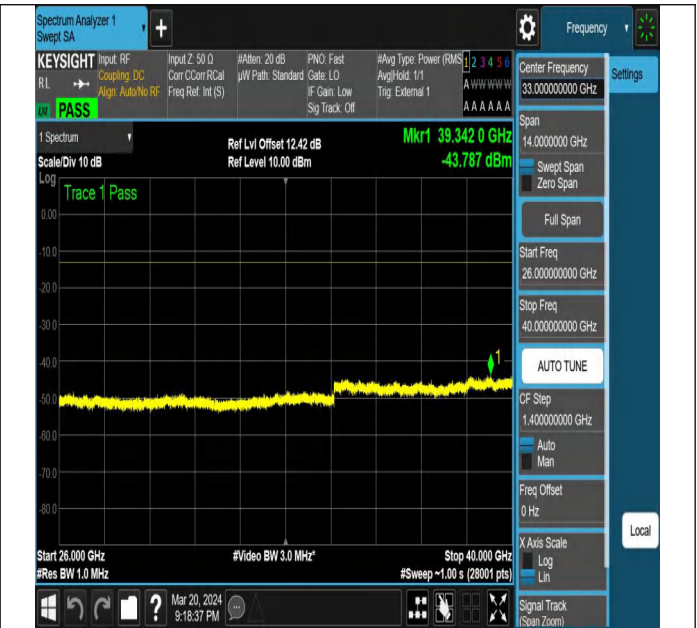 Spectrum Analyzer 1
Swept SA
Frequency
KEYSIGHT
RL
PASS
Input: RF
Coupling: DC
Align: Auto/No RF
Input Z: 50 Ω
Corr CCorr RCal
Freq Ref: Int (S)
#Atten: 20 dB
µW Path: Standard
PNO: Fast
Gate: LO
IF Gain: Low
Sig Track: Off
#Avg Type: Power (RMS
Avg|Hold: 1/1
Trig: External 1
1 2 3 4 5 6
A W W W W W
A A A A A A
1 Spectrum
Scale/Div 10 dB
Log
Ref Lvl Offset 12.42 dB
Ref Level 10.00 dBm
Mkr1 39.342 0 GHz
-43.787 dBm
Trace 1 Pass
0.00
-10.0
-20.0
-30.0
-40.0
-50.0
-60.0
-70.0
-80.0
1
Start 26.000 GHz
#Res BW 1.0 MHz
#Video BW 3.0 MHz*
Stop 40.000 GHz
#Sweep ~1.00 s (28001 pts)
Mar 20, 2024
9:18:37 PM
Center Frequency
33.000000000 GHz
Settings
Span
14.0000000 GHz
Swept Span
Zero Span
Full Span
Start Freq
26.000000000 GHz
Stop Freq
40.000000000 GHz
AUTO TUNE
CF Step
1.400000000 GHz
Auto
Man
Freq Offset
0 Hz
X Axis Scale
Log
Lin
Local
Signal Track
(Span Zoom)